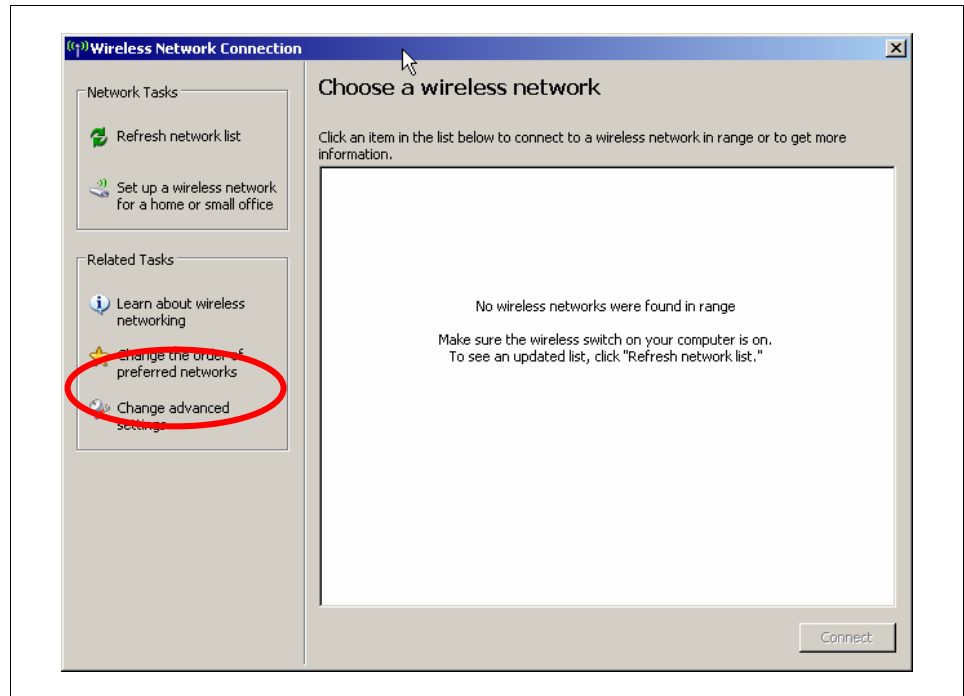 Wireless Network Connection
Network Tasks
Refresh network list
Set up a wireless network
for a home or small office
Related Tasks
Learn about wireless
networking
Change the order of
preferred networks
Change advanced
settings
Choose a wireless network
Click an item in the list below to connect to a wireless network in range or to get more
information.
No wireless networks were found in range
Make sure the wireless switch on your computer is on.
To see an updated list, click "Refresh network list."
Connect